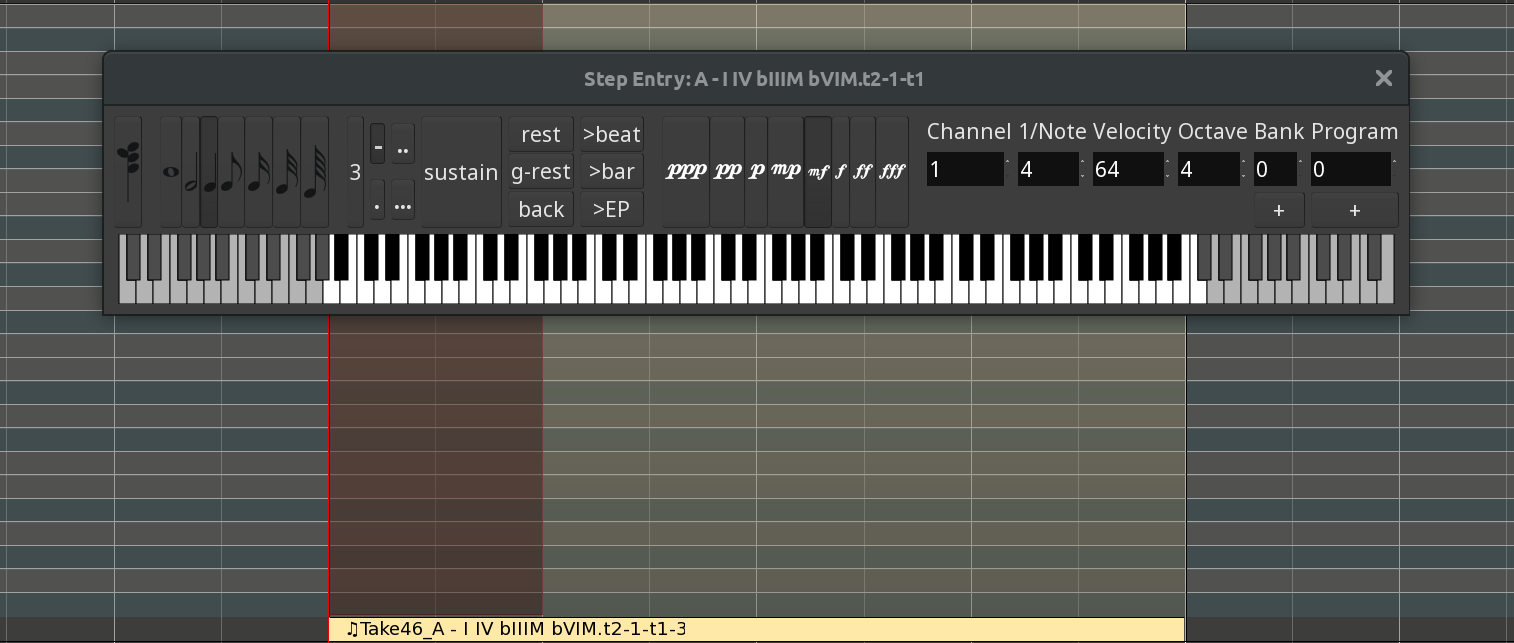 Step Entry: A - I IV bIIIM bVIM.t2-1-t1
3
-
..
.
...
sustain
rest
>beat
g-rest
>bar
back
>EP
ppp pp p mp mf f ff fff
Channel 1/Note Velocity Octave Bank Program
1 4 64 4 0 0
+ +
♫Take46_A - I IV bIIIM bVIM.t2-1-t1-3